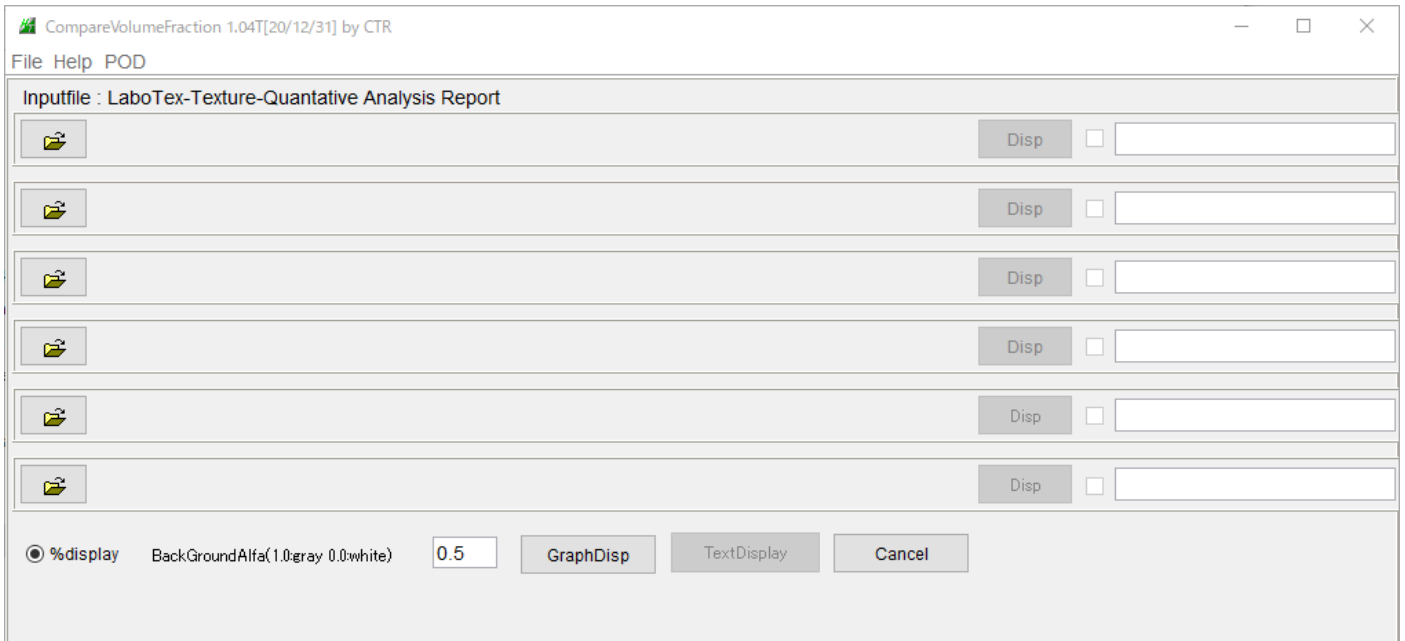 CompareVolumeFraction 1.04T[20/12/31] by CTR
File Help POD
Inputfile : LaboTex-Texture-Quantative Analysis Report
Disp
Disp
Disp
Disp
Disp
Disp
%display BackGroundAlfa(1.0:gray 0.0:white) 0.5 GraphDisp TextDisplay Cancel